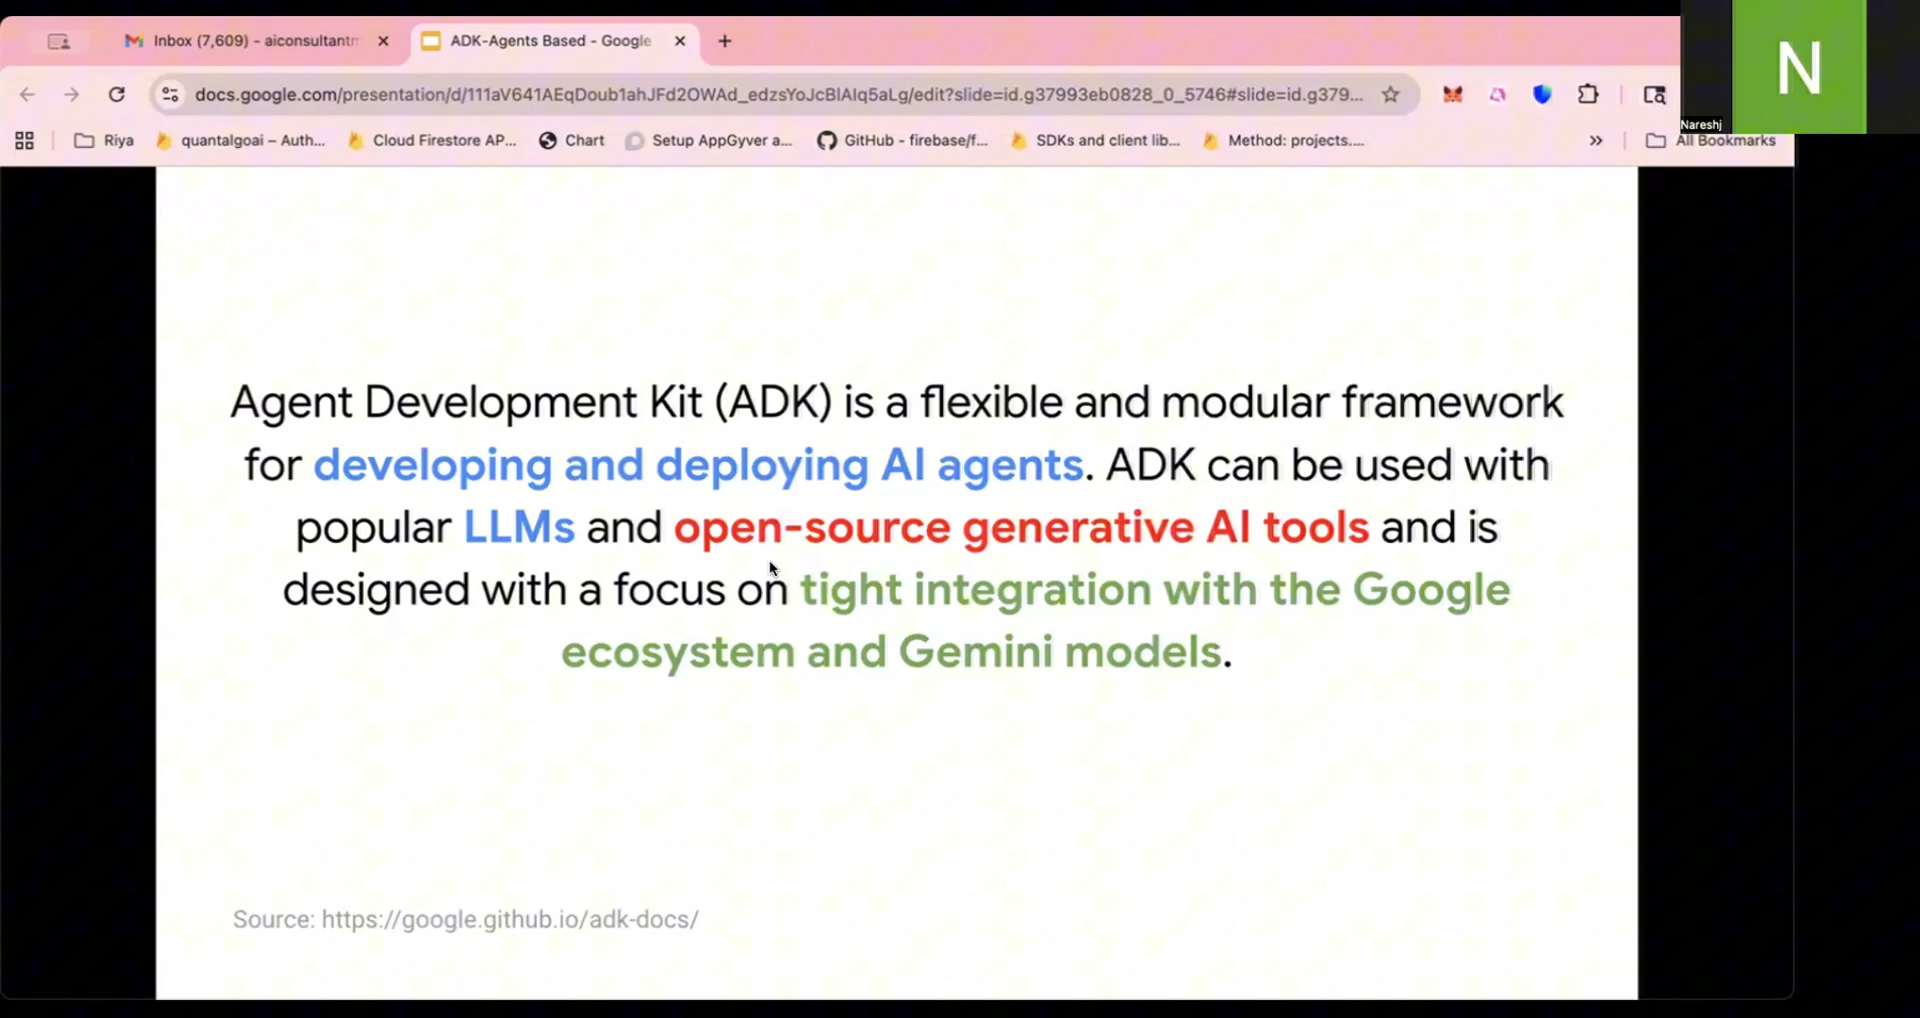 Inbox (7,609) - aiconsultantm
ADK-Agents Based - Google
N
docs.google.com/presentation/d/111aV641AEqDoub1ahJFd2OWAd_edzsYoJcBlAIq5aLg/edit?slide=id.g37993eb0828_0_5746#slide=id.g379...
Nareshj
Riya
quantalgoai – Auth...
Cloud Firestore AP...
Chart
Setup AppGyver a...
GitHub - firebase/f...
SDKs and client lib...
Method: projects....
All Bookmarks
Agent Development Kit (ADK) is a flexible and modular framework
for developing and deploying AI agents. ADK can be used with
popular LLMs and open-source generative AI tools and is
designed with a focus on tight integration with the Google
ecosystem and Gemini models.
Source: https://google.github.io/adk-docs/